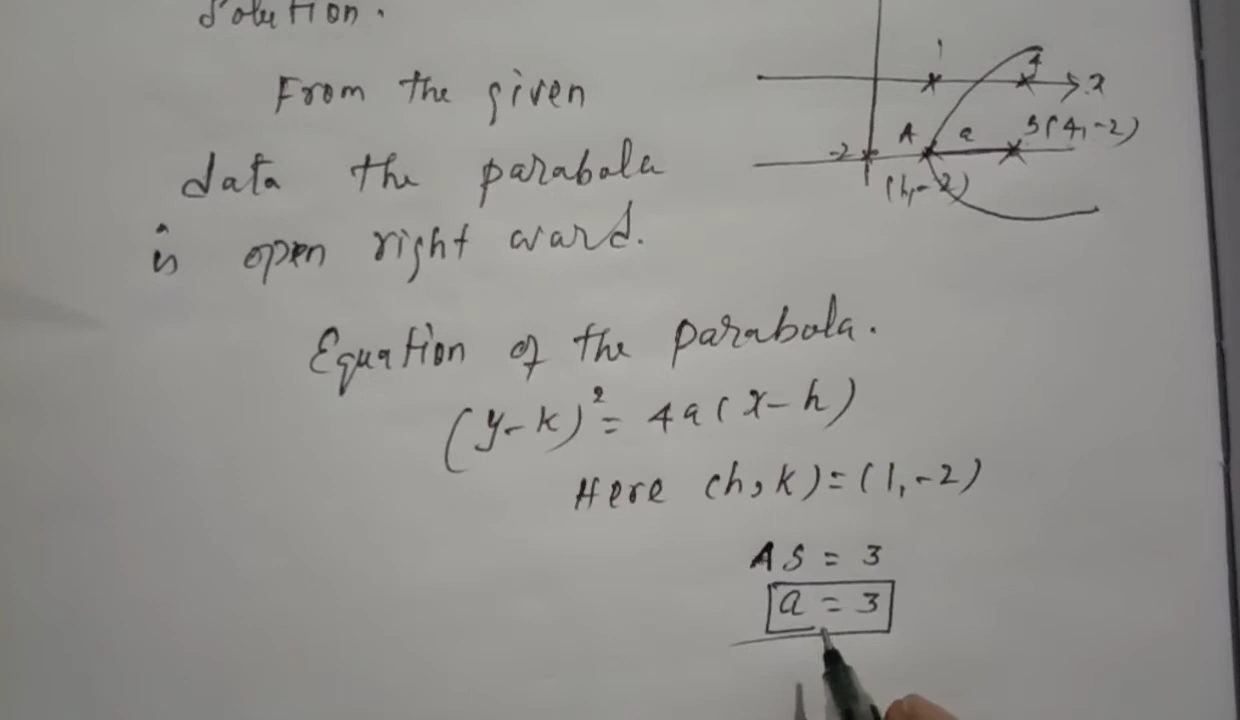 Solution.
From the given
data the parabola
is open right ward.
1
4
x
A
a
S(4,-2)
-2
(1,-2)
Equation of the parabola.
(y-k)²= 4a(x-h)
Here (h,k)=(1,-2)
AS = 3
a = 3